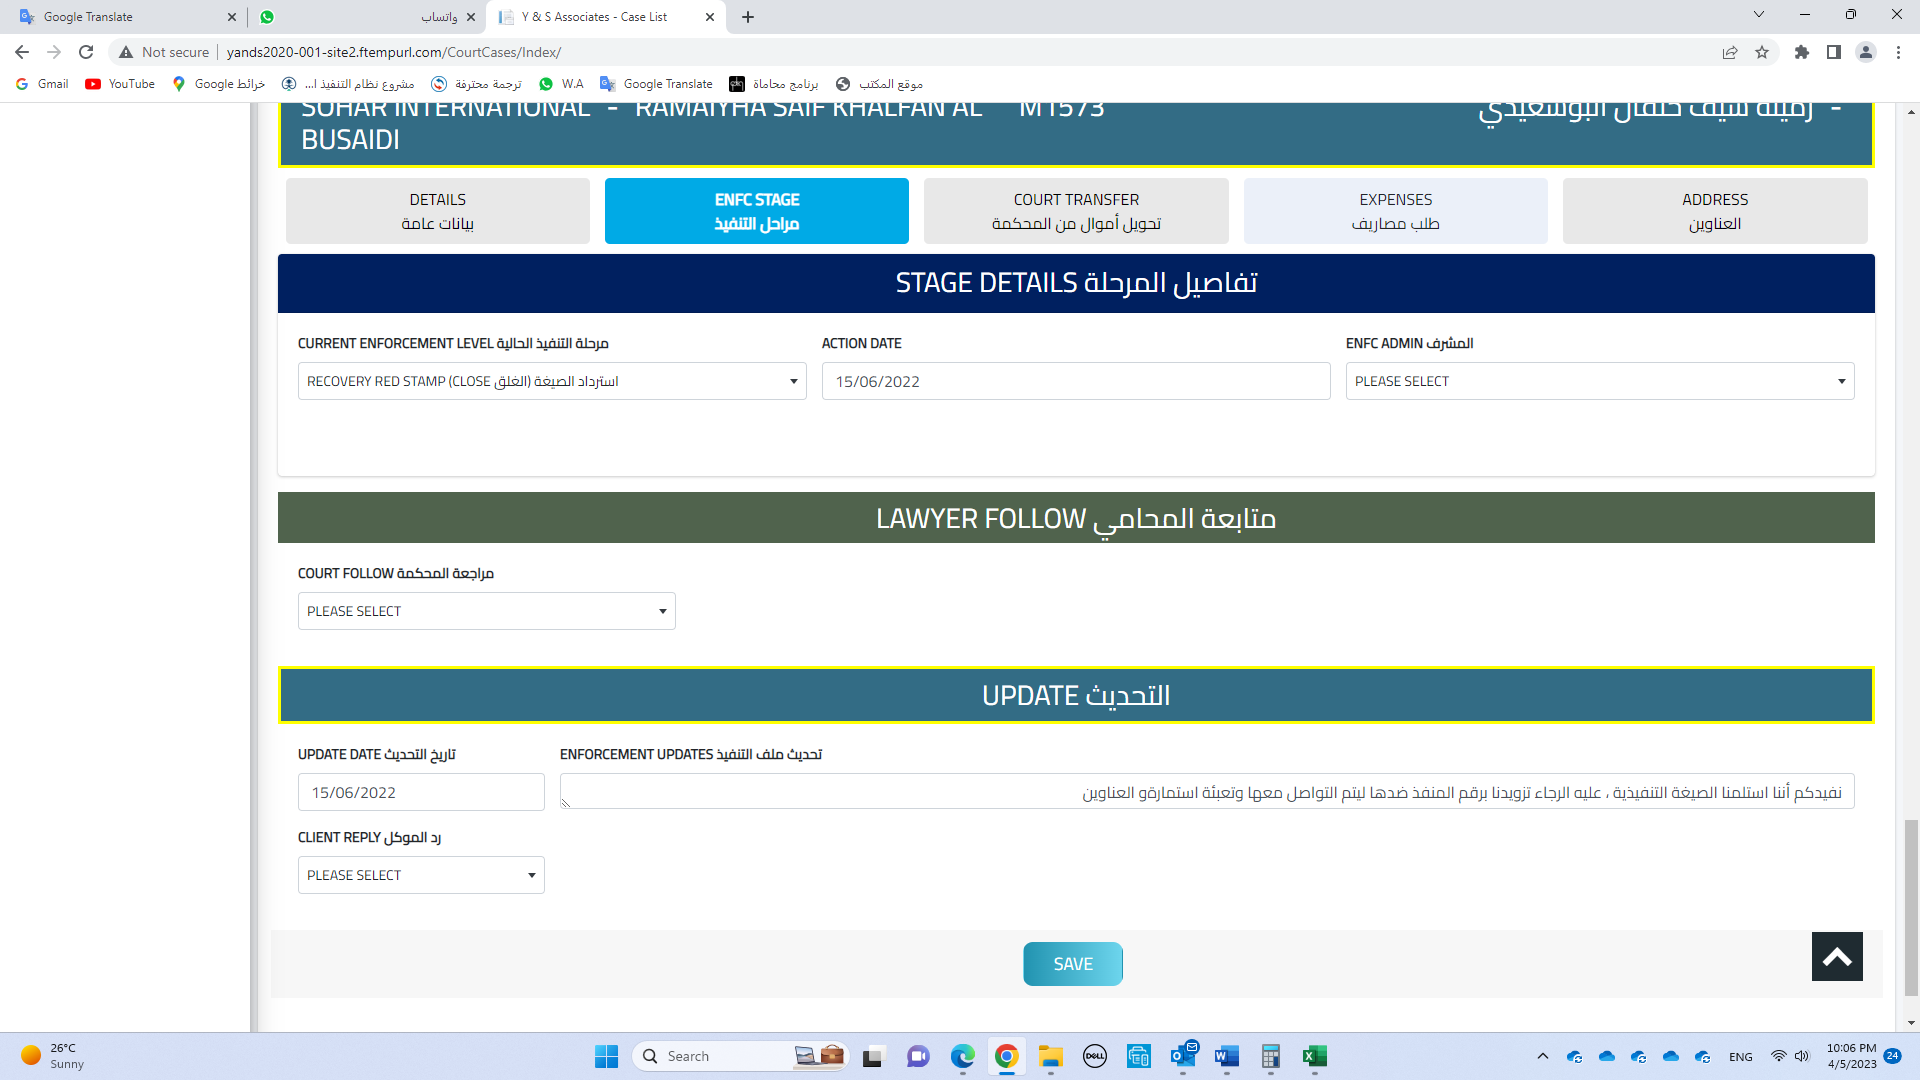 Google Translate
واتساب
Y & S Associates - Case List
Not secure
yands2020-001-site2.ftempurl.com/CourtCases/Index/
Gmail
YouTube
خرائط Google
مشروع نظام التنفيذ ا...
ترجمة محترفة
W.A
Google Translate
برنامج محاماة
موقع المكتب
SOHAR INTERNATIONAL - RAMAIYHA SAIF KHALFAN AL BUSAIDI
M1573
- رميثه سيف خلفان البوسعيدي
DETAILS
بيانات عامة
ENFC STAGE
مراحل التنفيذ
COURT TRANSFER
تحويل أموال من المحكمة
EXPENSES
طلب مصاريف
ADDRESS
العناوين
STAGE DETAILS تفاصيل المرحلة
CURRENT ENFORCEMENT LEVEL مرحلة التنفيذ الحالية
ACTION DATE
ENFC ADMIN المشرف
RECOVERY RED STAMP (CLOSE استرداد الصيغة (الغلق
15/06/2022
PLEASE SELECT
LAWYER FOLLOW متابعة المحامي
COURT FOLLOW مراجعة المحكمة
PLEASE SELECT
UPDATE التحديث
UPDATE DATE تاريخ التحديث
ENFORCEMENT UPDATES تحديث ملف التنفيذ
15/06/2022
نفيدكم أننا استلمنا الصيغة التنفيذية ، عليه الرجاء تزويدنا برقم المنفذ ضدها ليتم التواصل معها وتعبئة استمارةو العناوين
CLIENT REPLY رد الموكل
PLEASE SELECT
SAVE
26°C
Sunny
Search
DELL
ENG
10:06 PM
4/5/2023
24